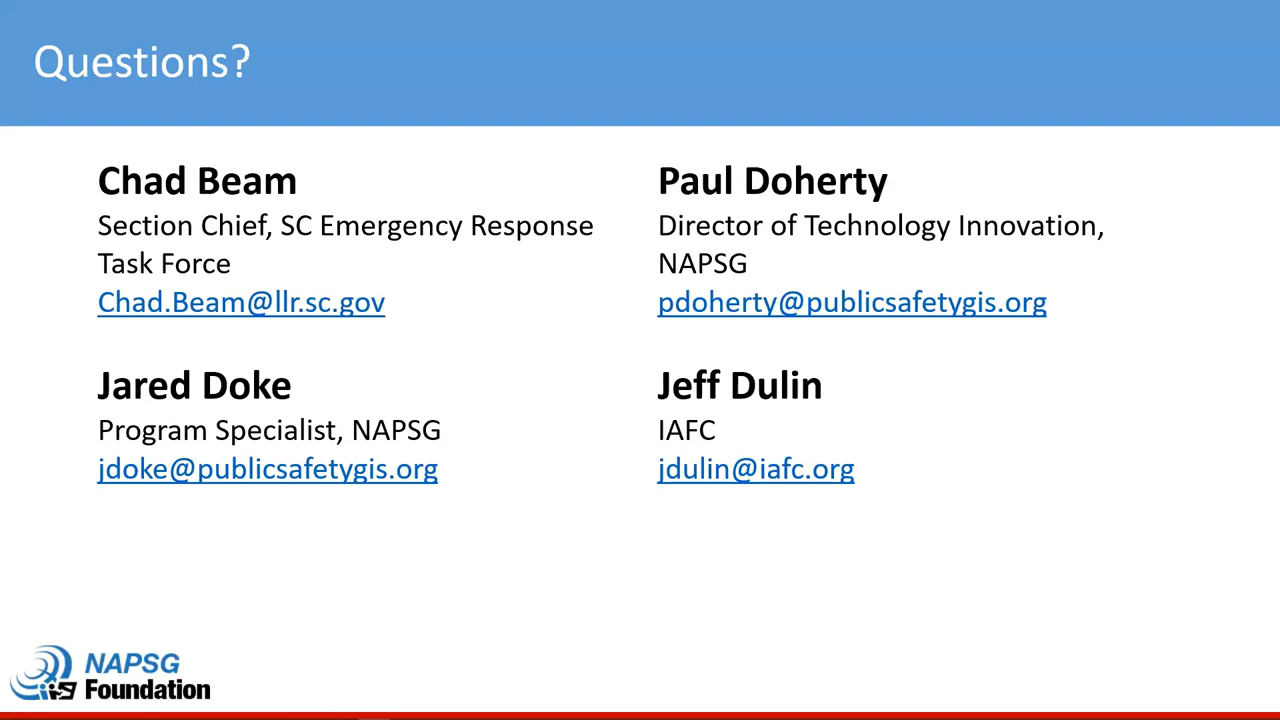 Questions?
Chad Beam
Section Chief, SC Emergency Response
Task Force
Chad.Beam@llr.sc.gov
Paul Doherty
Director of Technology Innovation,
NAPSG
pdoherty@publicsafetygis.org
Jared Doke
Program Specialist, NAPSG
jdoke@publicsafetygis.org
Jeff Dulin
IAFC
jdulin@iafc.org
NAPSG
Foundation